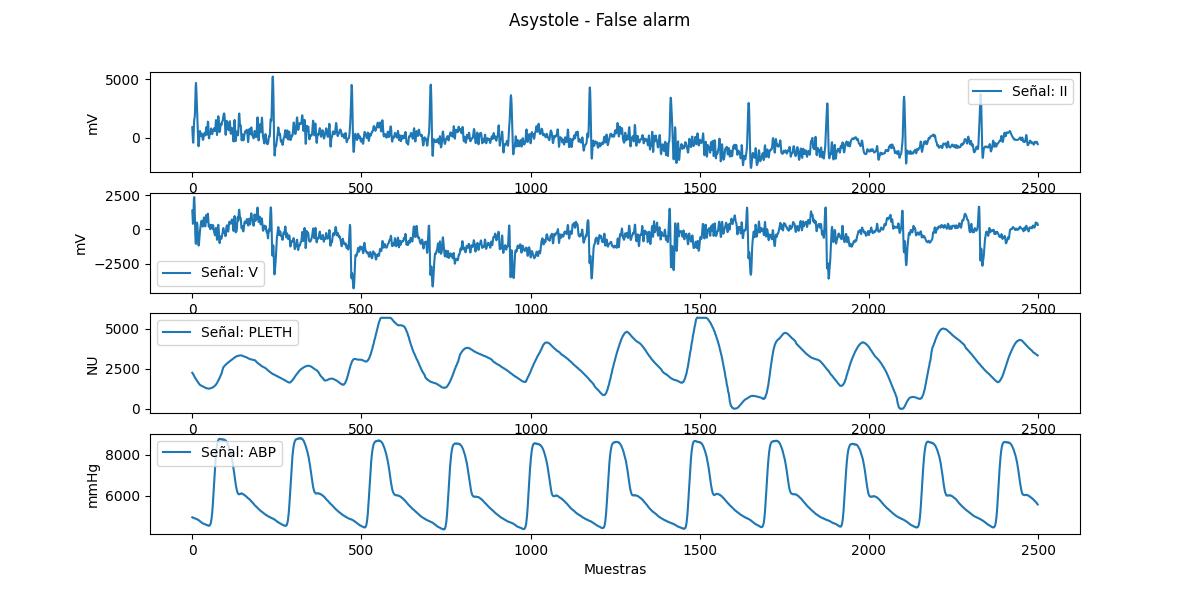 Asystole - False alarm
5000
0
mV
Señal: II
0 500 1000 1500 2000 2500
2500
0
−2500
mV
Señal: V
0 500 1000 1500 2000 2500
5000
2500
0
NU
Señal: PLETH
0 500 1000 1500 2000 2500
8000
6000
mmHg
Señal: ABP
0 500 1000 1500 2000 2500
Muestras